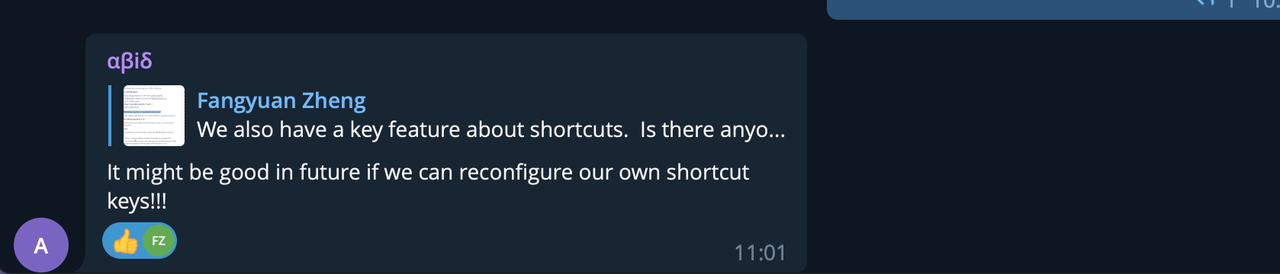 αβiδ
Fangyuan Zheng
We also have a key feature about shortcuts. Is there anyo...
It might be good in future if we can reconfigure our own shortcut
keys!!!
A
FZ
11:01